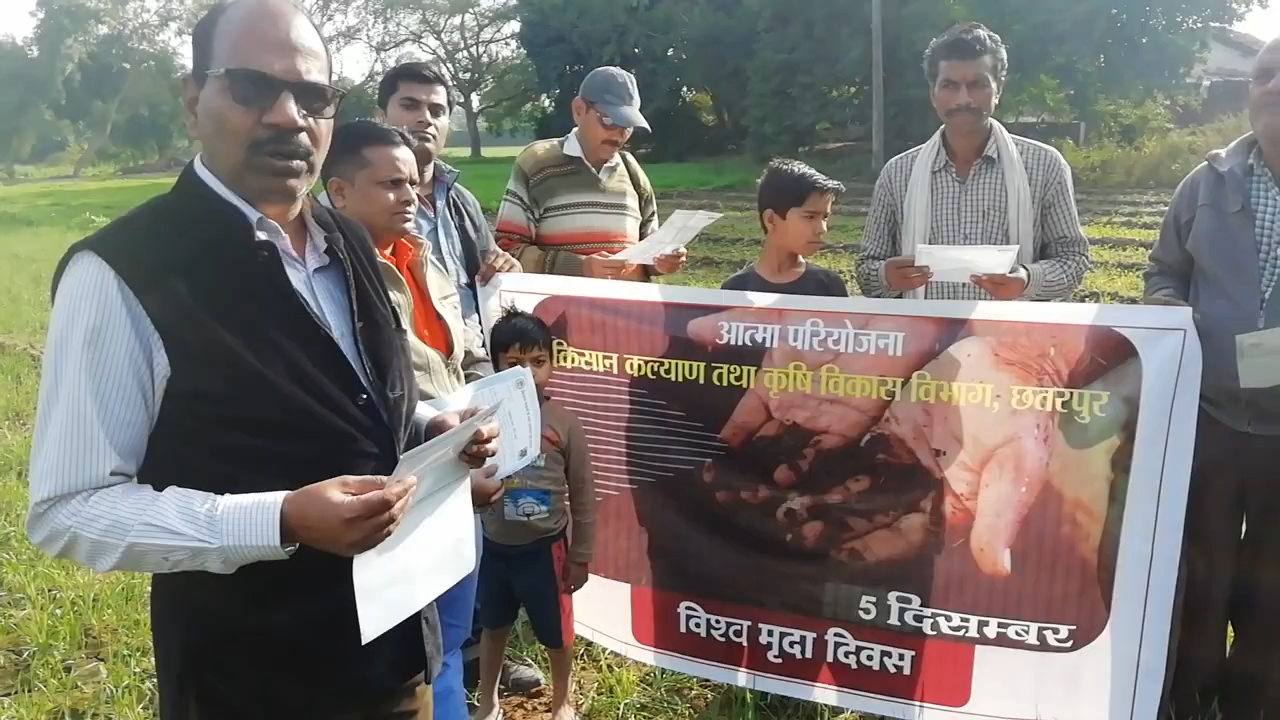 आत्मा परियोजना
किसान कल्याण तथा कृषि विकास विभाग, छतरपुर
5 दिसम्बर
विश्व मृदा दिवस